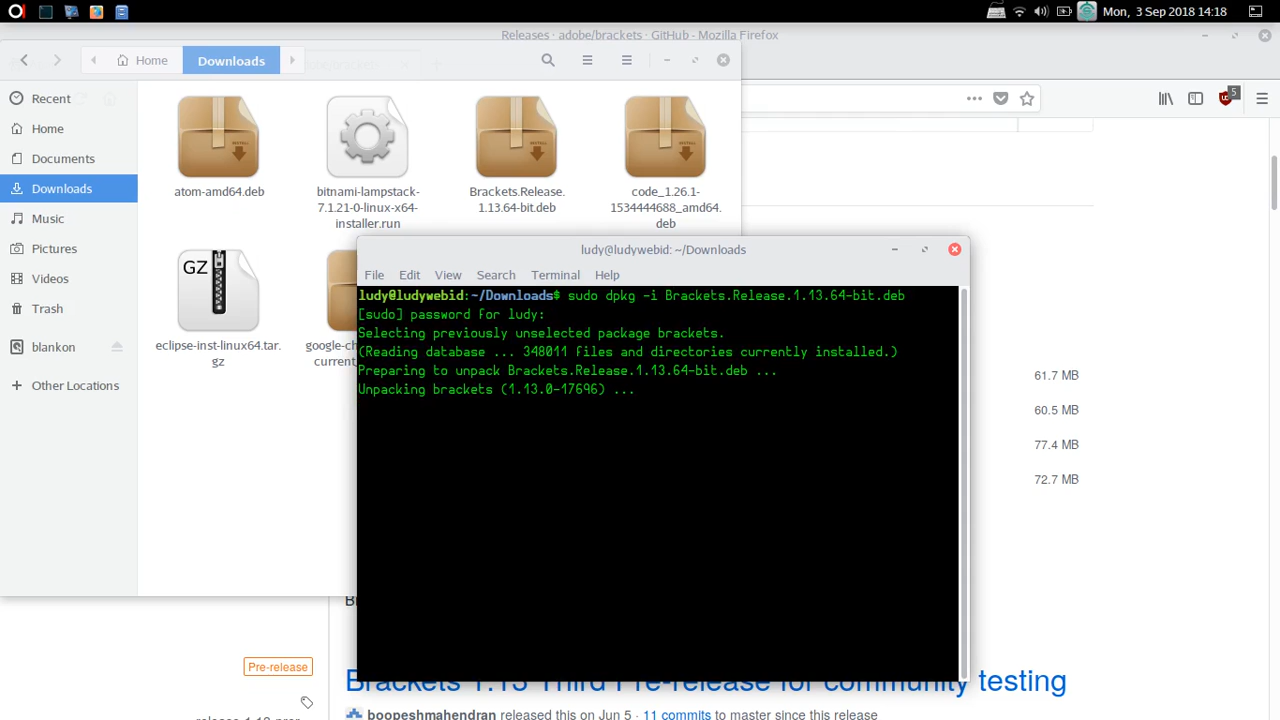 Mon, 3 Sep 2018 14:18
Releases · adobe/brackets · GitHub - Mozilla Firefox
Home
Downloads
5
Recent
Home
Documents
Downloads
Music
Pictures
Videos
Trash
blankon
Other Locations
atom-amd64.deb
bitnami-lampstack-
7.1.21-0-linux-x64-
installer.run
Brackets.Release.
1.13.64-bit.deb
code_1.26.1-
1534444688_amd64.
deb
GZ
eclipse-inst-linux64.tar.
gz
google-ch
current_
ludy@ludywebid: ~/Downloads
File Edit View Search Terminal Help
ludy@ludywebid:~/Downloads$ sudo dpkg -i Brackets.Release.1.13.64-bit.deb
[sudo] password for ludy:
Selecting previously unselected package brackets.
(Reading database ... 348011 files and directories currently installed.)
Preparing to unpack Brackets.Release.1.13.64-bit.deb ...
Unpacking brackets (1.13.0-17696) ...
61.7 MB
60.5 MB
77.4 MB
72.7 MB
Pre-release
Brackets 1.13 Third Pre-release for community testing
boopeshmahendran released this on Jun 5 · 11 commits to master since this release